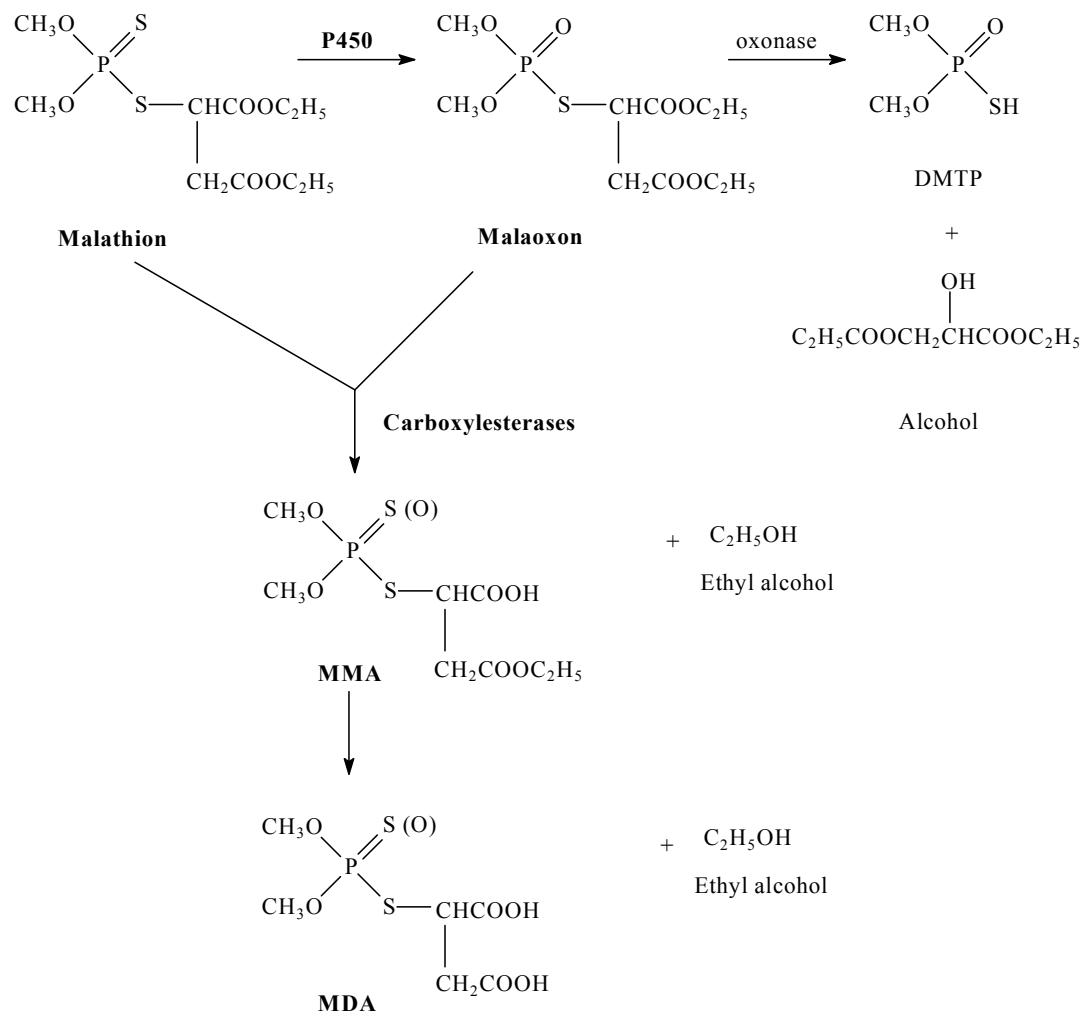 CH₃O S P450 CH₃O O oxonase CH₃O O
P P P
CH₃O S CHCOOC₂H₅ CH₃O S CHCOOC₂H₅ CH₃O SH
CH₂COOC₂H₅ CH₂COOC₂H₅ DMTP
Malathion Malaoxon +
OH
C₂H₅COOCH₂CHCOOC₂H₅
Carboxylesterases Alcohol
CH₃O S (O)
P + C₂H₅OH
CH₃O S CHCOOH Ethyl alcohol
MMA CH₂COOC₂H₅
CH₃O S (O)
P + C₂H₅OH
CH₃O S CHCOOH Ethyl alcohol
CH₂COOH
MDA